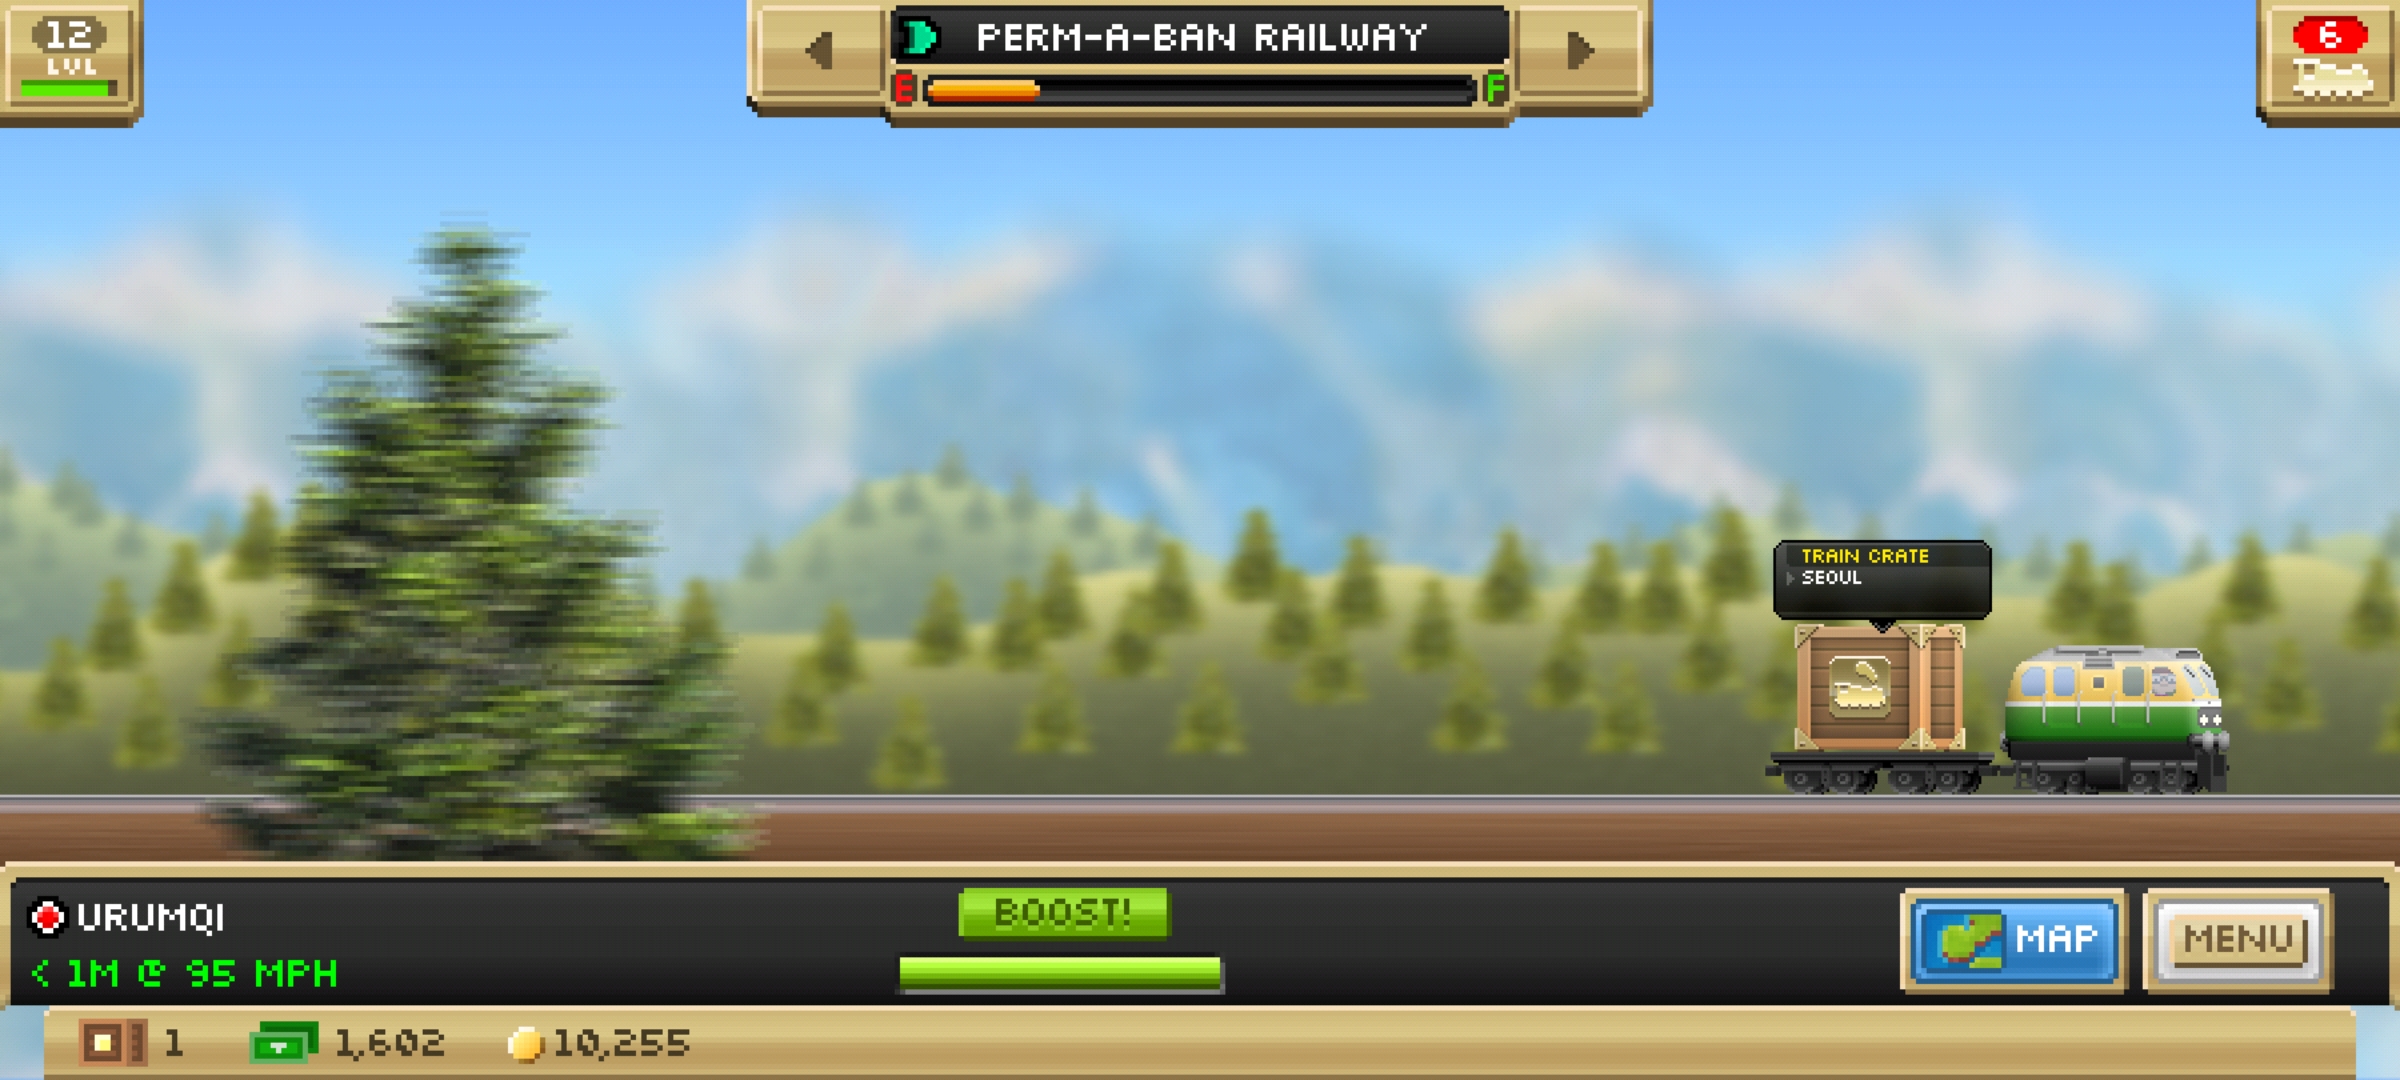 12
LVL
PERM-A-BAN RAILWAY
E F
6
TRAIN CRATE
SEOUL
URUMQI
< 1M @ 95 MPH
BOOST!
MAP
MENU
1 1,602 10,255